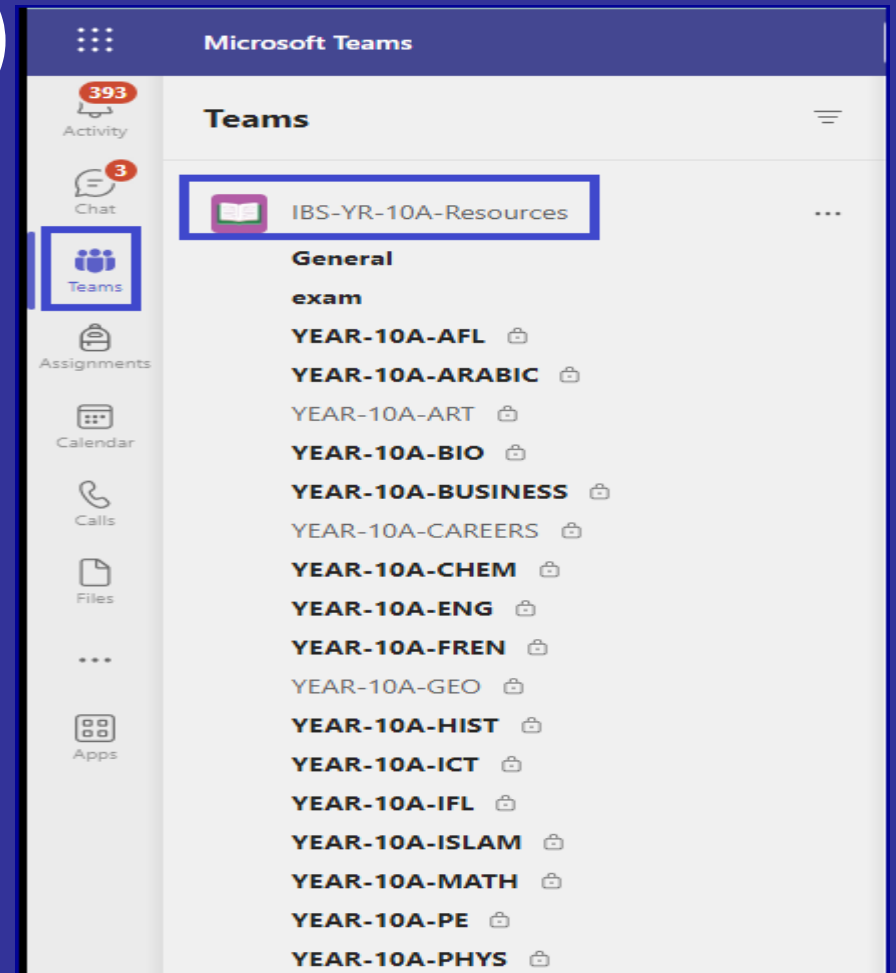 Microsoft Teams
393
Activity
3
Chat
Teams
Assignments
Calendar
Calls
Files
Apps
Teams
IBS-YR-10A-Resources
General
exam
YEAR-10A-AFL
YEAR-10A-ARABIC
YEAR-10A-ART
YEAR-10A-BIO
YEAR-10A-BUSINESS
YEAR-10A-CAREERS
YEAR-10A-CHEM
YEAR-10A-ENG
YEAR-10A-FREN
YEAR-10A-GEO
YEAR-10A-HIST
YEAR-10A-ICT
YEAR-10A-IFL
YEAR-10A-ISLAM
YEAR-10A-MATH
YEAR-10A-PE
YEAR-10A-PHYS